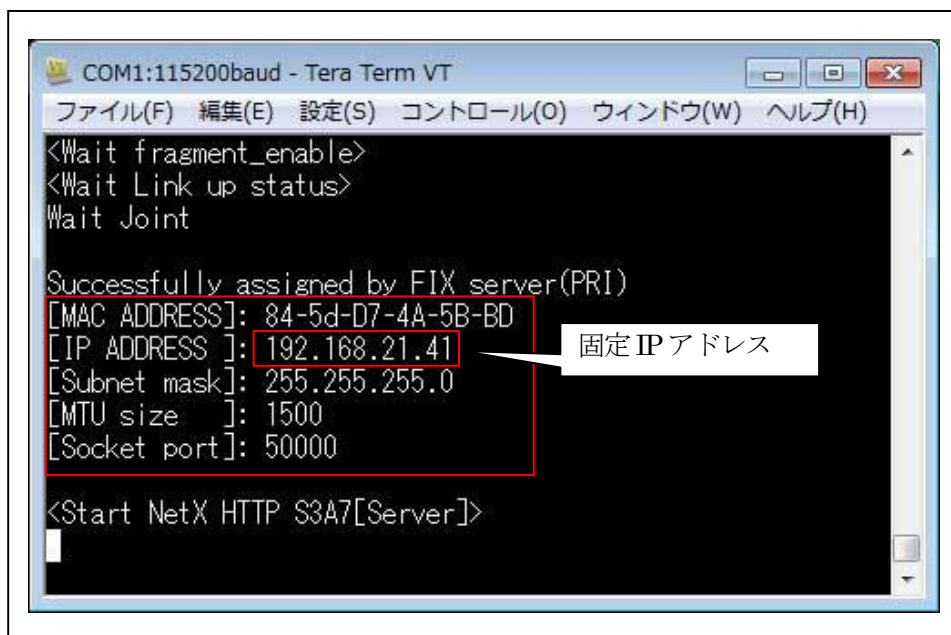 COM1:115200baud - Tera Term VT
ファイル(F) 編集(E) 設定(S) コントロール(O) ウィンドウ(W) ヘルプ(H)
<Wait fragment_enable>
<Wait Link up status>
Wait Joint
Successfully assigned by FIX server(PRI)
[MAC ADDRESS]: 84-5d-D7-4A-5B-BD
[IP ADDRESS ]: 192.168.21.41
固定IPアドレス
[Subnet mask]: 255.255.255.0
[MTU size   ]: 1500
[Socket port]: 50000
<Start NetX HTTP S3A7[Server]>